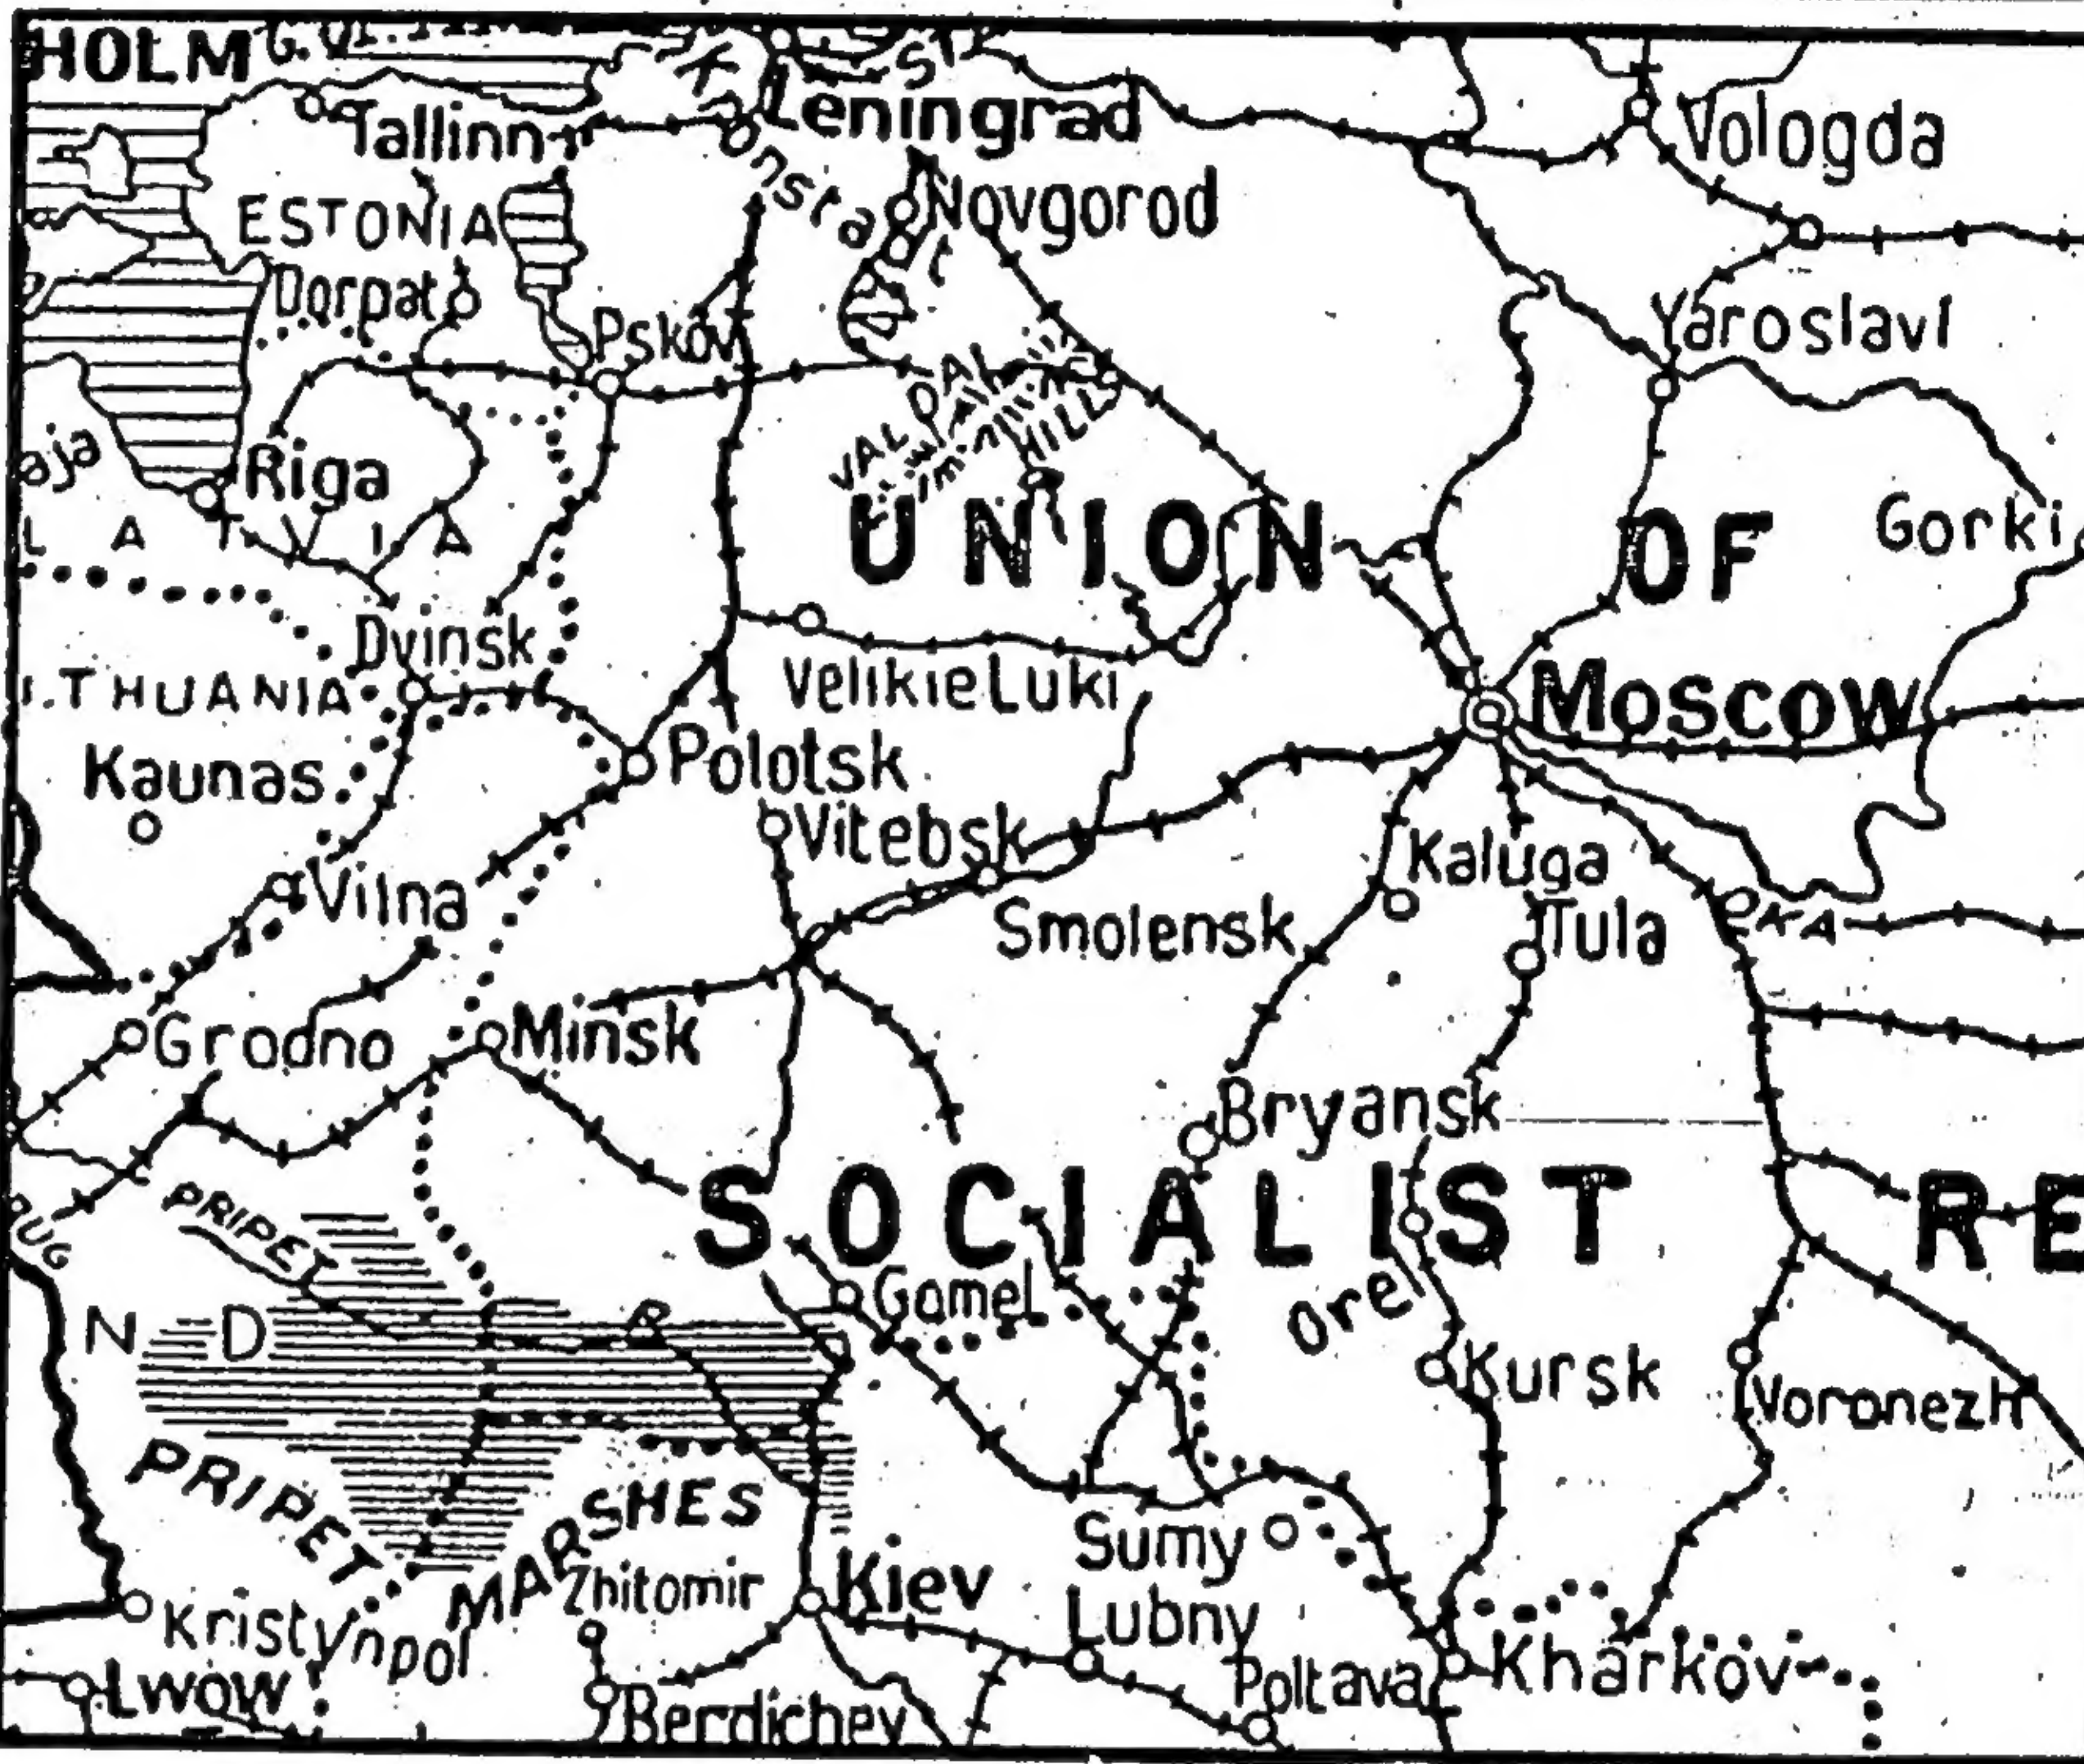 HOLM
Leningrad
Tallinn
Vologda
Novgorod
ESTONIA
Dorpat
Pskov
Yaroslavl
VALDAI
HILLS
Riga
aja
LATVIA
UNION OF
Gorki
Dvinsk
Velikie Luki
I.THUANIA
Moscow
Kaunas
Polotsk
Vitebsk
Kaluga
Vilna
Smolensk
Tula
OKA
Grodno
Minsk
Bryansk
SOCIALIST RE
PRIPET
BUG
Gomel
Orel
N D
R
Kursk
Voronezh
PRIPET MARSHES
Sumy
Zhitomir
Kiev
Lubny
Kristynpol
Poltava
Kharkov
Lwow
Berdichev